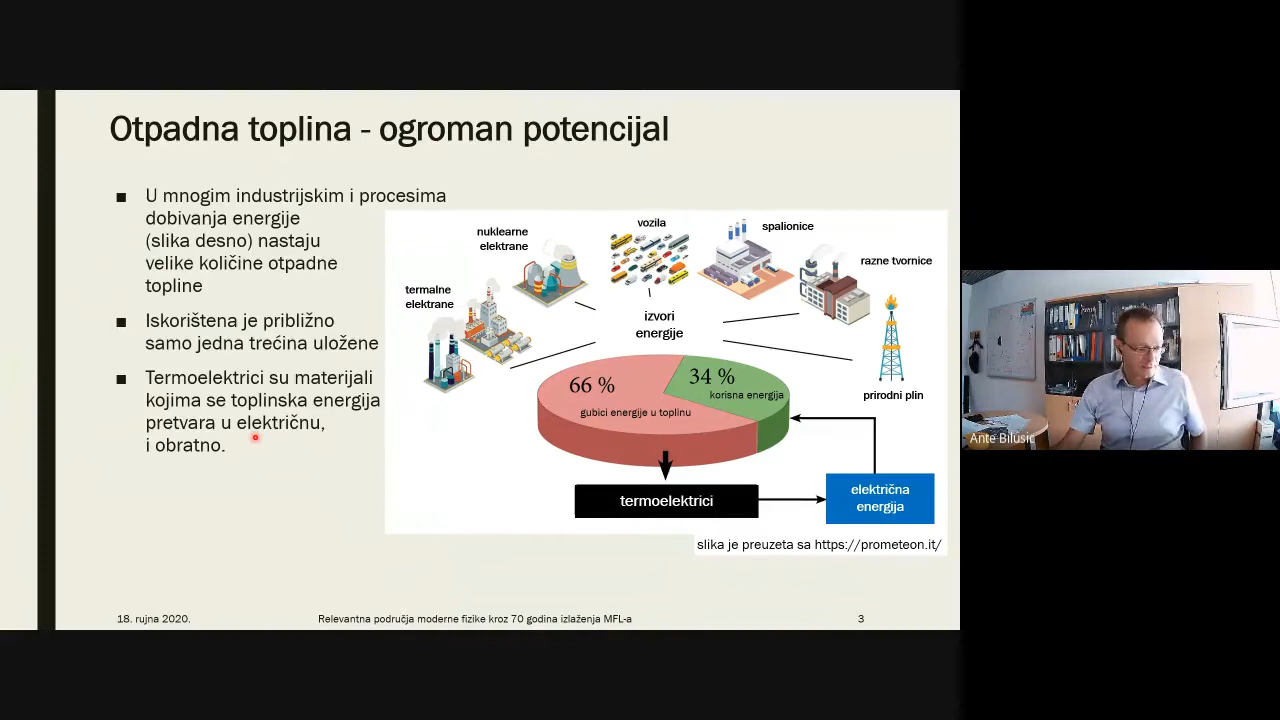 Otpadna toplina - ogroman potencijal
■ U mnogim industrijskim i procesima
dobivanja energije
(slika desno) nastaju
velike količine otpadne
topline
■ Iskorištena je približno
samo jedna trećina uložene
■ Termoelektrici su materijali
kojima se toplinska energija
pretvara u električnu,
i obratno.
nuklearne
elektrane
vozila
spalionice
razne tvornice
termalne
elektrane
izvori
energije
prirodni plin
66 %
gubici energije u toplinu
34 %
korisna energija
termoelektrici
električna
energija
slika je preuzeta sa https://prometeon.it/
18. rujna 2020.
Relevantna područja moderne fizike kroz 70 godina izlaženja MFL-a
3
Ante Bilušić